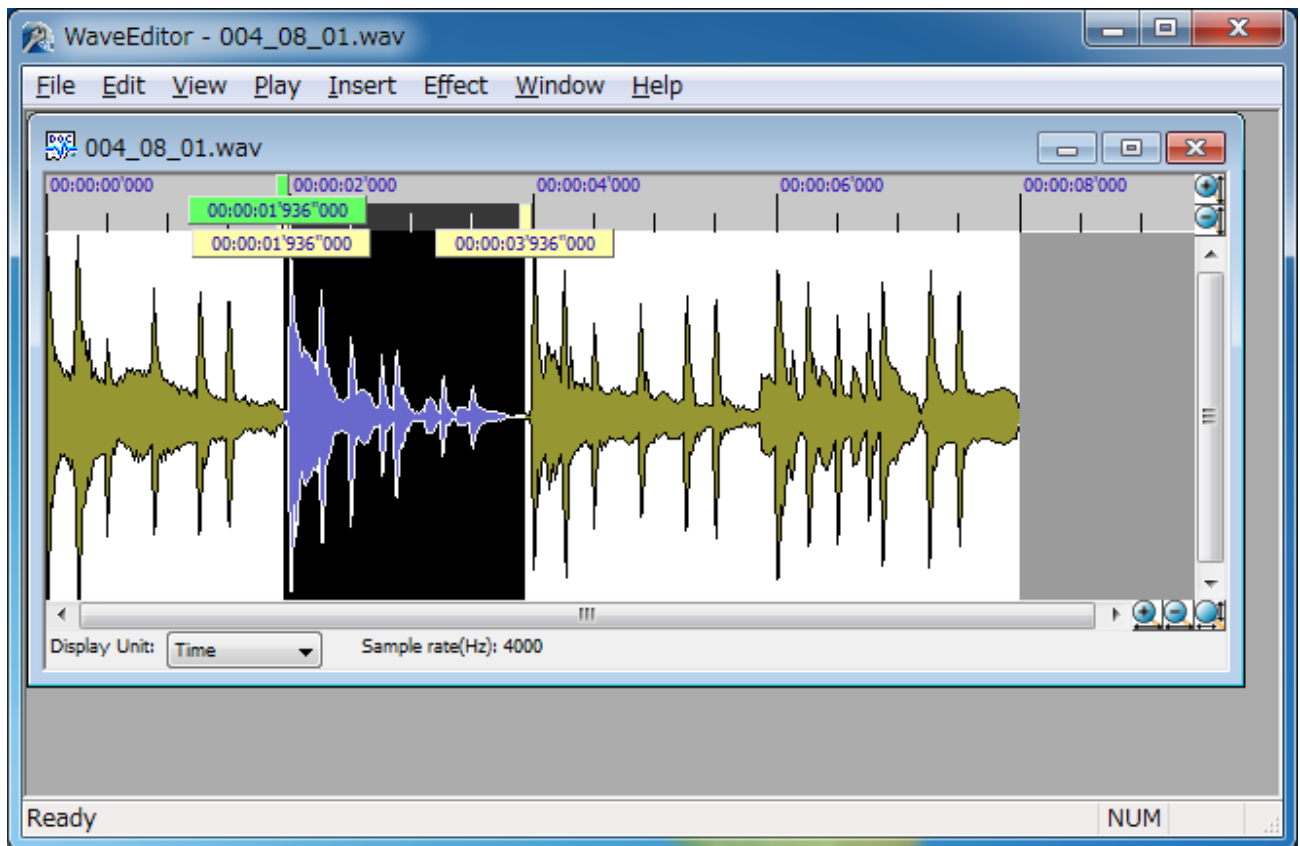 WaveEditor - 004_08_01.wav
File Edit View Play Insert Effect Window Help
004_08_01.wav
00:00:00'000 00:00:02'000 00:00:04'000 00:00:06'000 00:00:08'000
00:00:01'936"000
00:00:01'936"000 00:00:03'936"000
Display Unit: Time Sample rate(Hz): 4000
Ready NUM